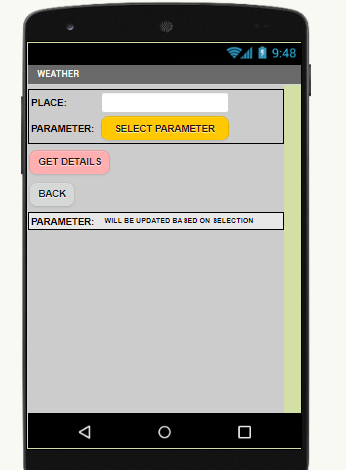 9:48
WEATHER
PLACE:
PARAMETER: SELECT PARAMETER
GET DETAILS
BACK
PARAMETER: WILL BE UPDATED BASED ON SELECTION